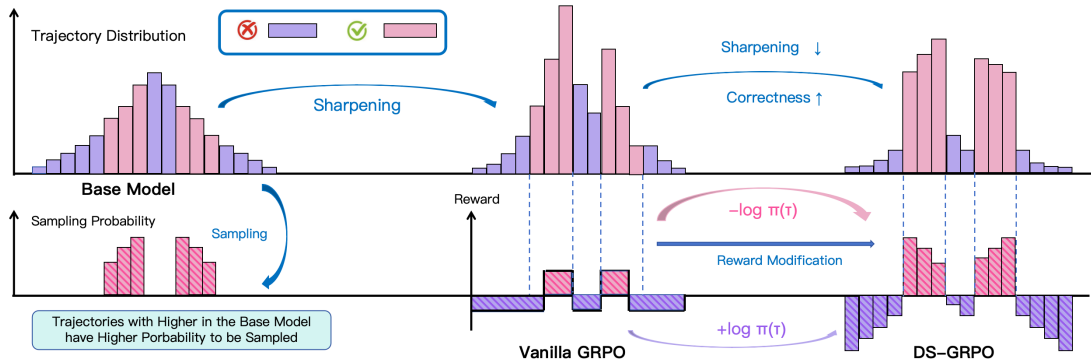 Trajectory Distribution
Sharpening
Sharpening ↓
Correctness ↑
Base Model
Sampling Probability
Sampling
Reward
−log π(τ)
Reward Modification
Trajectories with Higher in the Base Model
have Higher Porbability to be Sampled
+log π(τ)
Vanilla GRPO
DS-GRPO